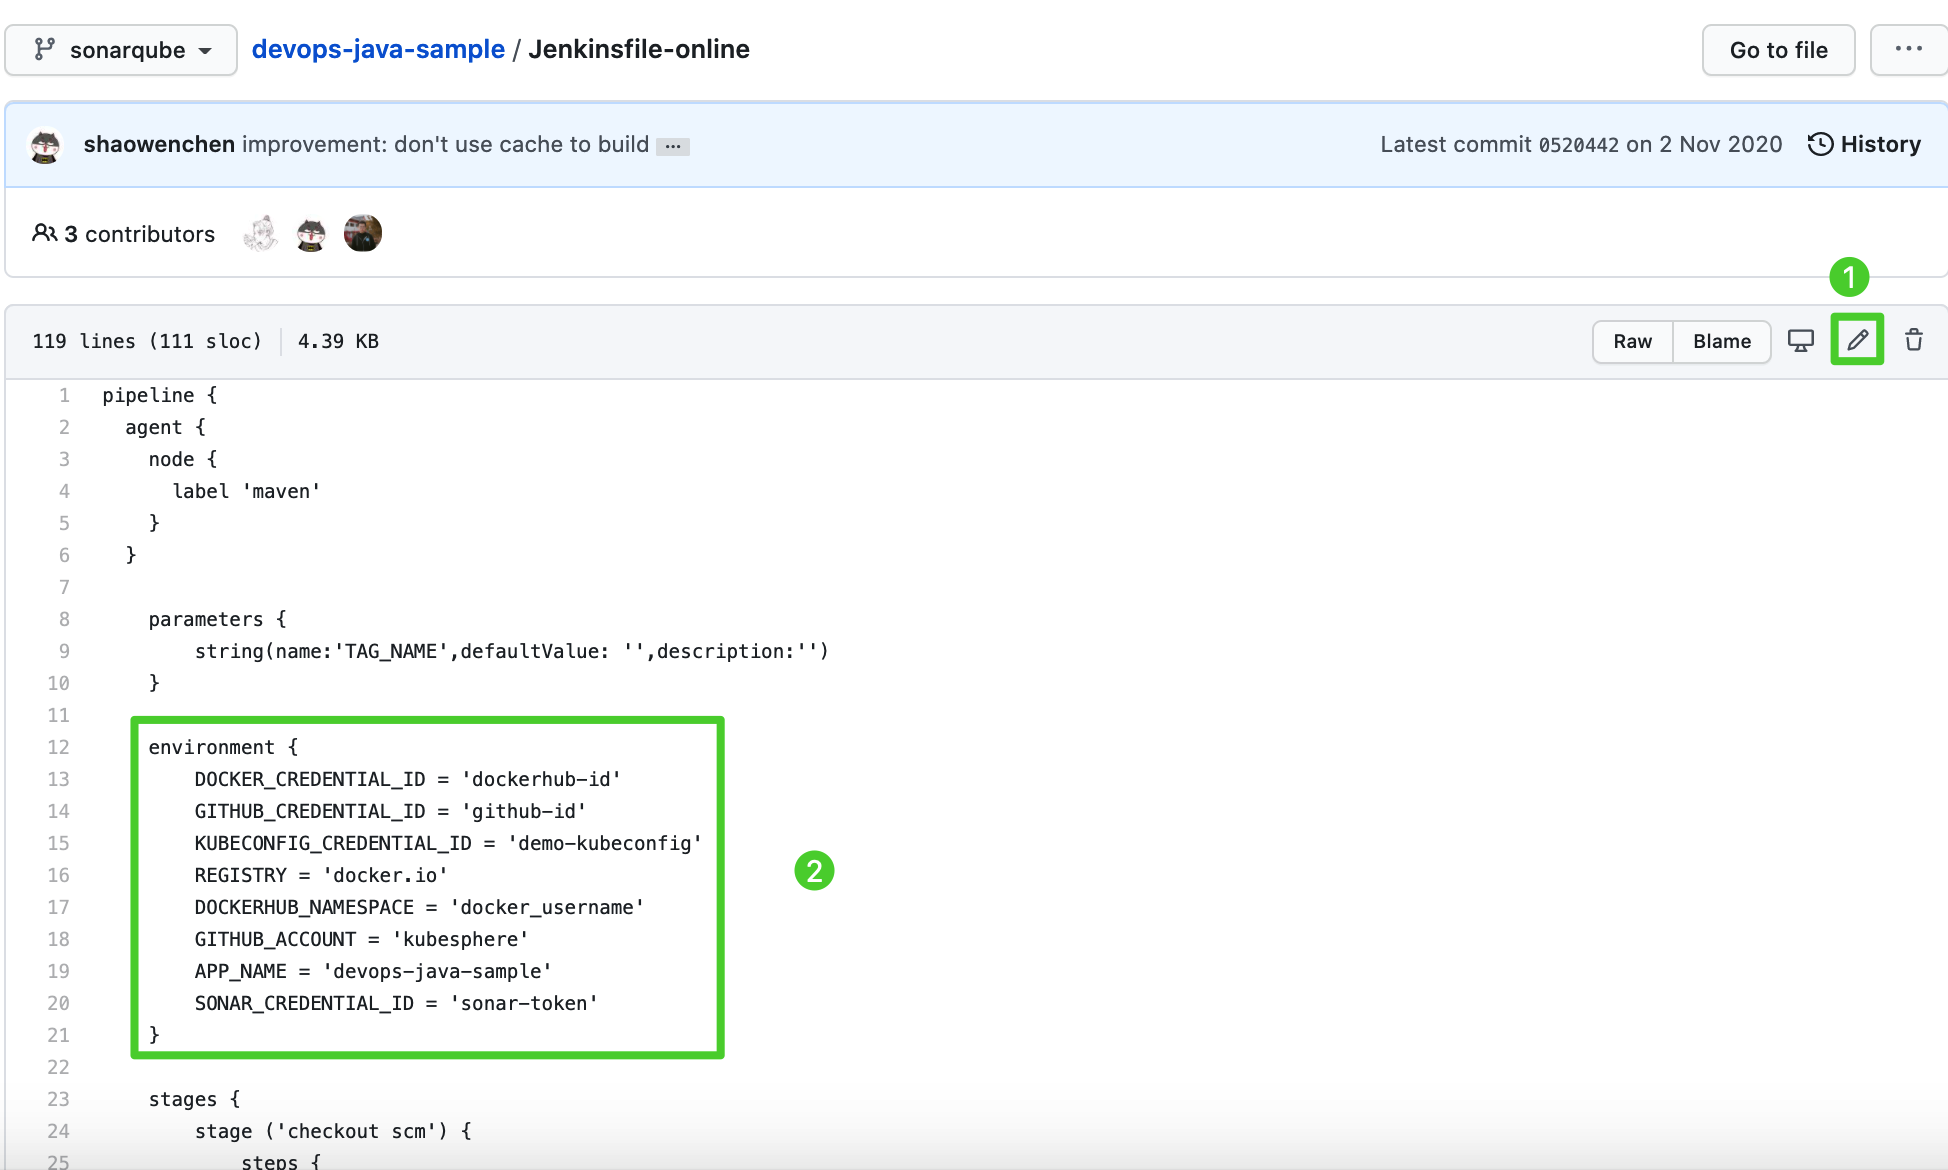 sonarqube devops-java-sample / Jenkinsfile-online Go to file ...
shaowenchen improvement: don't use cache to build ... Latest commit 0520442 on 2 Nov 2020 History
3 contributors
1
119 lines (111 sloc) 4.39 KB Raw Blame
1 pipeline {
2 agent {
3 node {
4 label 'maven'
5 }
6 }
7
8 parameters {
9 string(name:'TAG_NAME',defaultValue: '',description:'')
10 }
11
12 environment {
13 DOCKER_CREDENTIAL_ID = 'dockerhub-id'
14 GITHUB_CREDENTIAL_ID = 'github-id'
15 KUBECONFIG_CREDENTIAL_ID = 'demo-kubeconfig'
16 REGISTRY = 'docker.io'
2
17 DOCKERHUB_NAMESPACE = 'docker_username'
18 GITHUB_ACCOUNT = 'kubesphere'
19 APP_NAME = 'devops-java-sample'
20 SONAR_CREDENTIAL_ID = 'sonar-token'
21 }
22
23 stages {
24 stage ('checkout scm') {
25 steps {